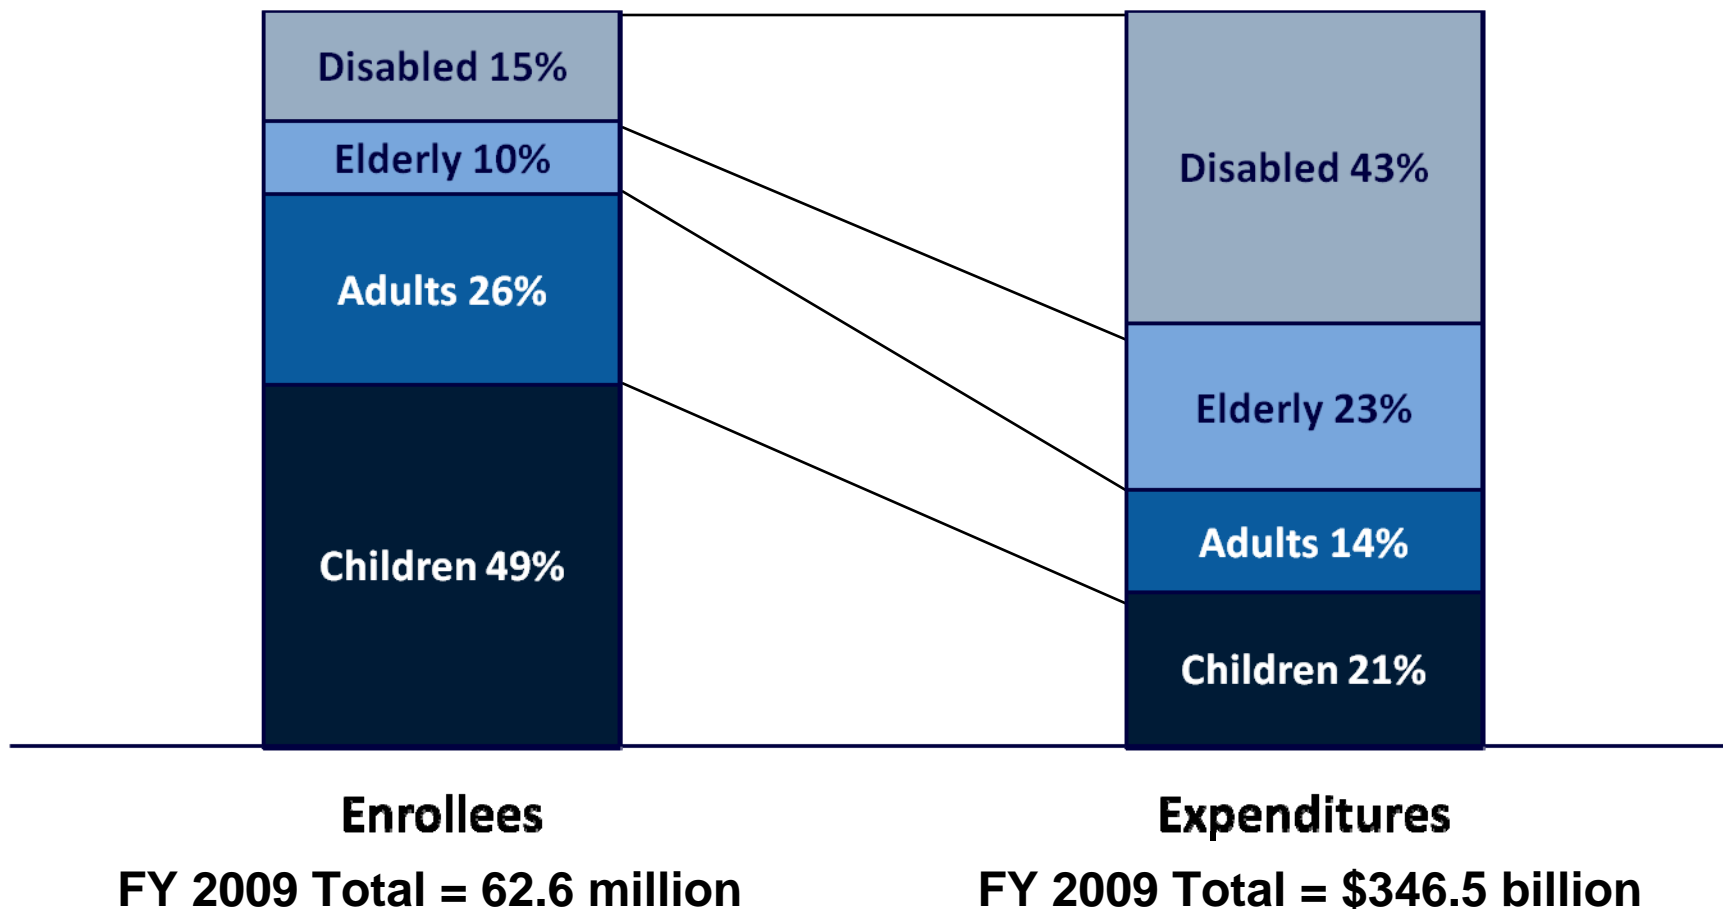 Disabled 15%
Elderly 10%
Adults 26%
Children 49%
Disabled 43%
Elderly 23%
Adults 14%
Children 21%
Enrollees
FY 2009 Total = 62.6 million
Expenditures
FY 2009 Total = $346.5 billion